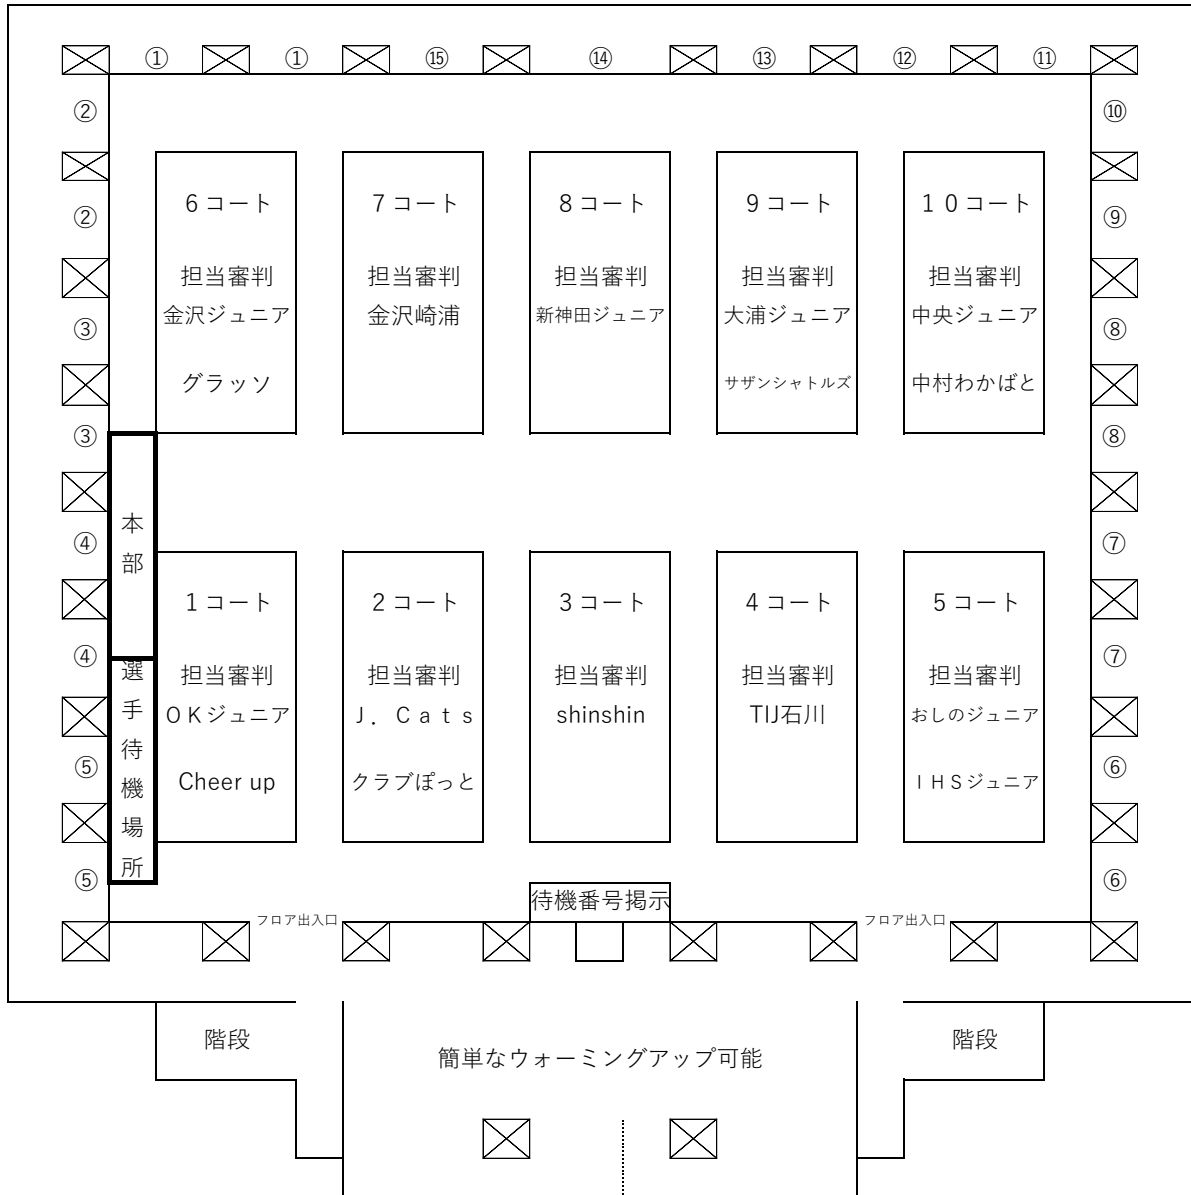 ① ① ⑮ ⑭ ⑬ ⑫ ⑪
② ⑩
６コート ７コート ８コート ９コート １０コート
② ⑨
担当審判 担当審判 担当審判 担当審判 担当審判
金沢ジュニア 金沢崎浦 新神田ジュニア 大浦ジュニア 中央ジュニア
③ ⑧
グラッソ サザンシャトルズ 中村わかばと
③ ⑧
本部
④ ⑦
１コート ２コート ３コート ４コート ５コート
④ ⑦
選手待機場所
担当審判 担当審判 担当審判 担当審判 担当審判
ＯＫジュニア Ｊ．Ｃａｔｓ shinshin TIJ石川 おしのジュニア
⑤ ⑥
Cheer up クラブぽっと ＩＨＳジュニア
⑤ ⑥
待機番号掲示
フロア出入口 フロア出入口
階段 階段
簡単なウォーミングアップ可能